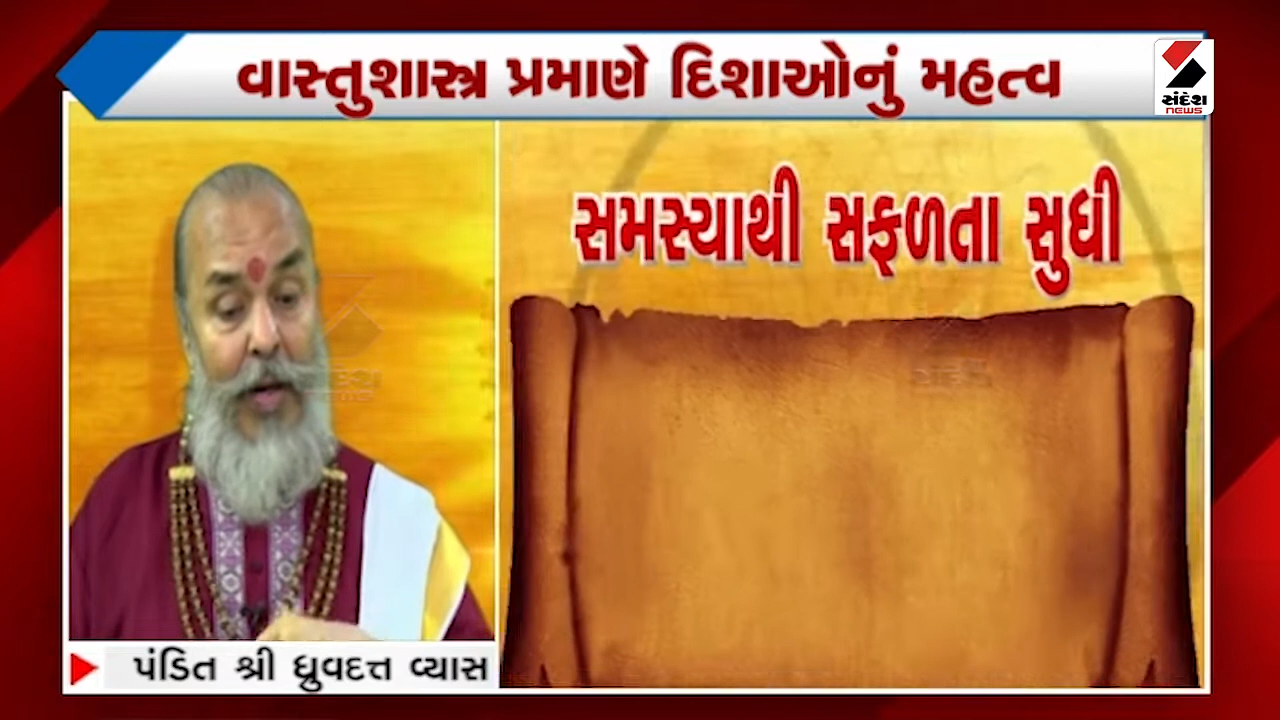 વાસ્તુશાસ્ત્ર પ્રમાણે દિશાઓનું મહત્વ
સંદેશ
NEWS
સમસ્યાથી સફળતા સુધી
પંડિત શ્રી ધ્રુવદત્ત વ્યાસ